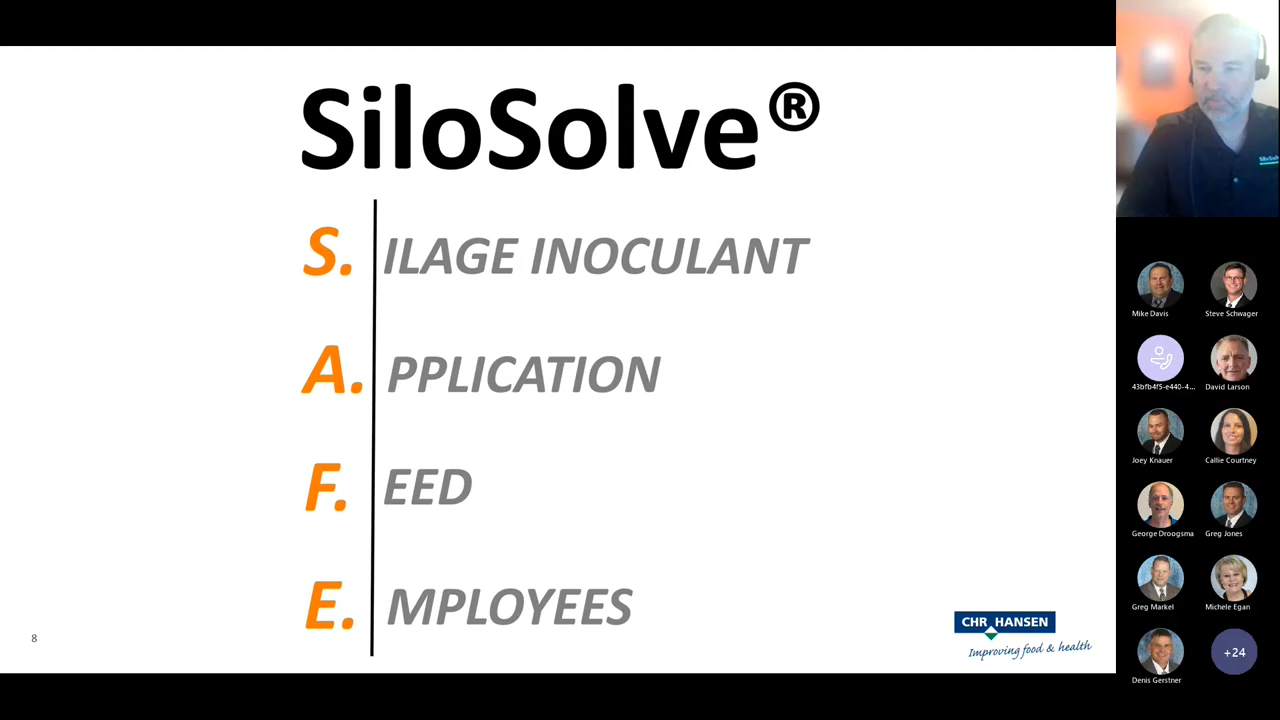 SiloSolve®
S. ILAGE INOCULANT
A. PPLICATION
F. EED
E. MPLOYEES
8
CHR HANSEN
Improving food & health
Mike Davis
Steve Schwager
43bfb4f5-e440-4...
David Larson
Joey Knauer
Callie Courtney
George Droogsma
Greg Jones
Greg Markel
Michele Egan
Denis Gerstner
+24